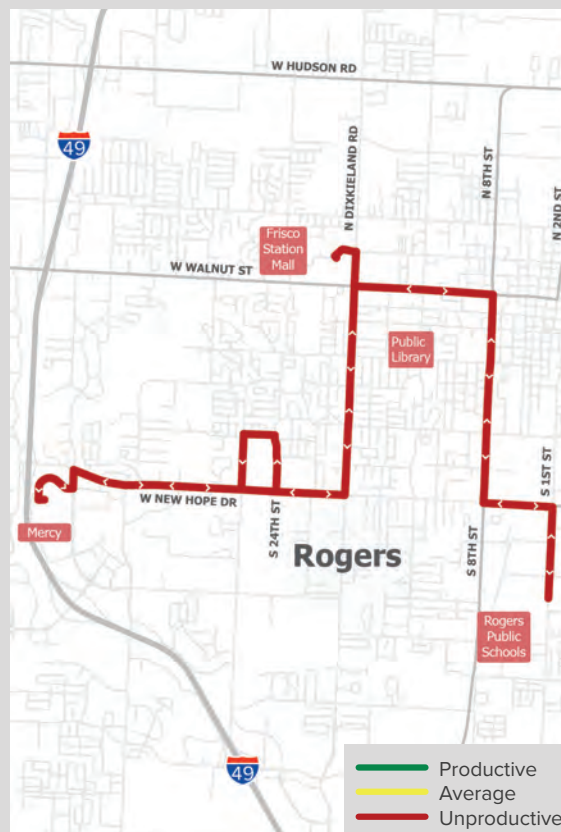 W HUDSON RD
49
N DIXKIELAND RD
N 8TH ST
N 2ND ST
Frisco
Station
Mall
W WALNUT ST
Public
Library
S 1ST ST
W NEW HOPE DR
S 24TH ST
Mercy
Rogers
S 8TH ST
Rogers
Public
Schools
49
Productive
Average
Unproductive